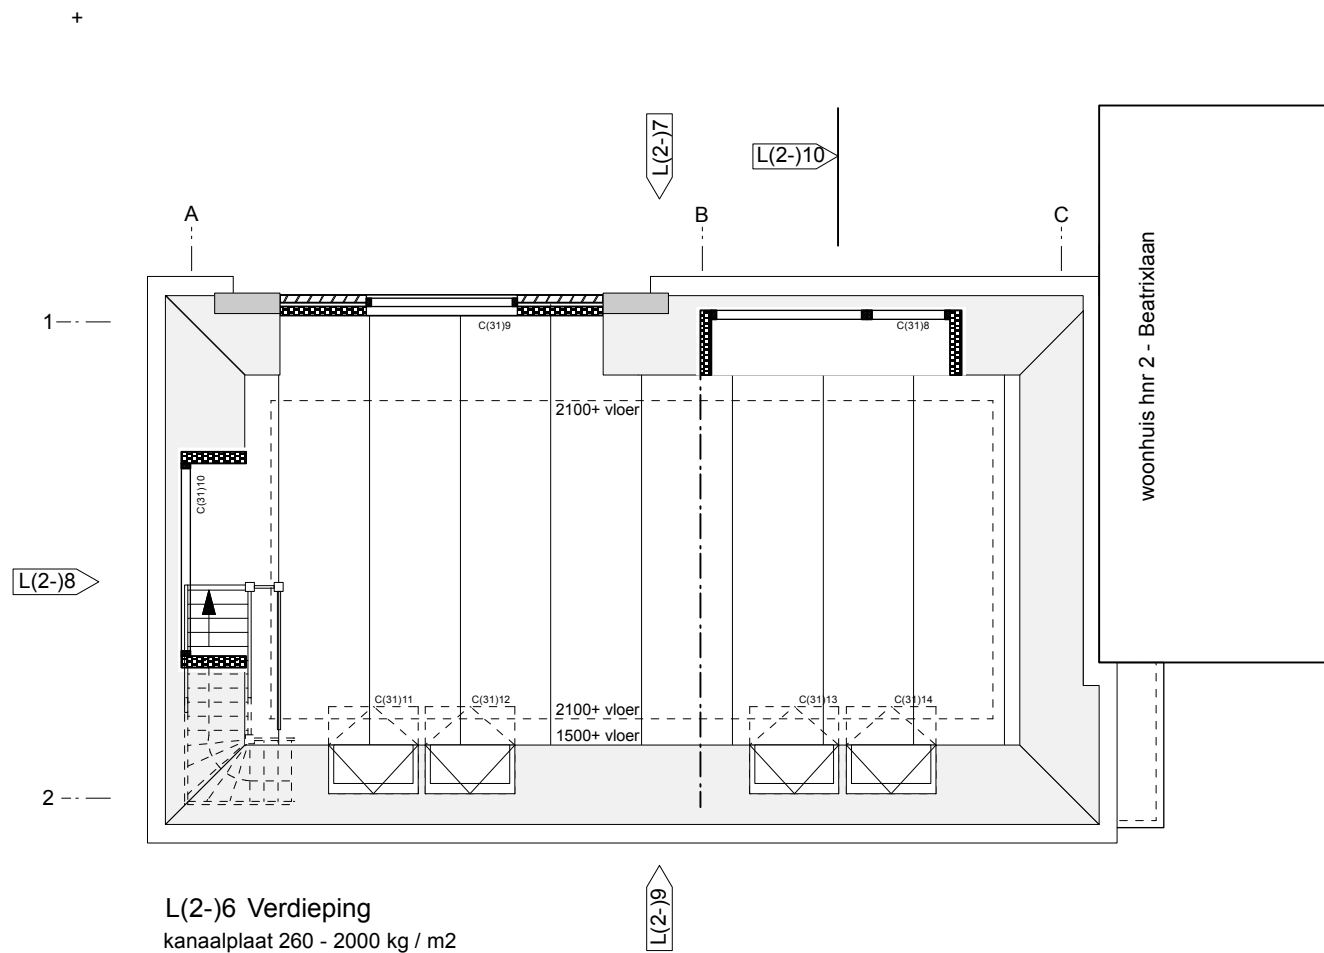 +
L(2-)7
L(2-)10
A
B
C
woonhuis hnr 2 - Beatrixlaan
1
C(31)9
C(31)8
2100+ vloer
C(31)10
L(2-)8
C(31)11
C(31)12
C(31)13
C(31)14
2100+ vloer
1500+ vloer
2
L(2-)9
L(2-)6 Verdieping
kanaalplaat 260 - 2000 kg / m2